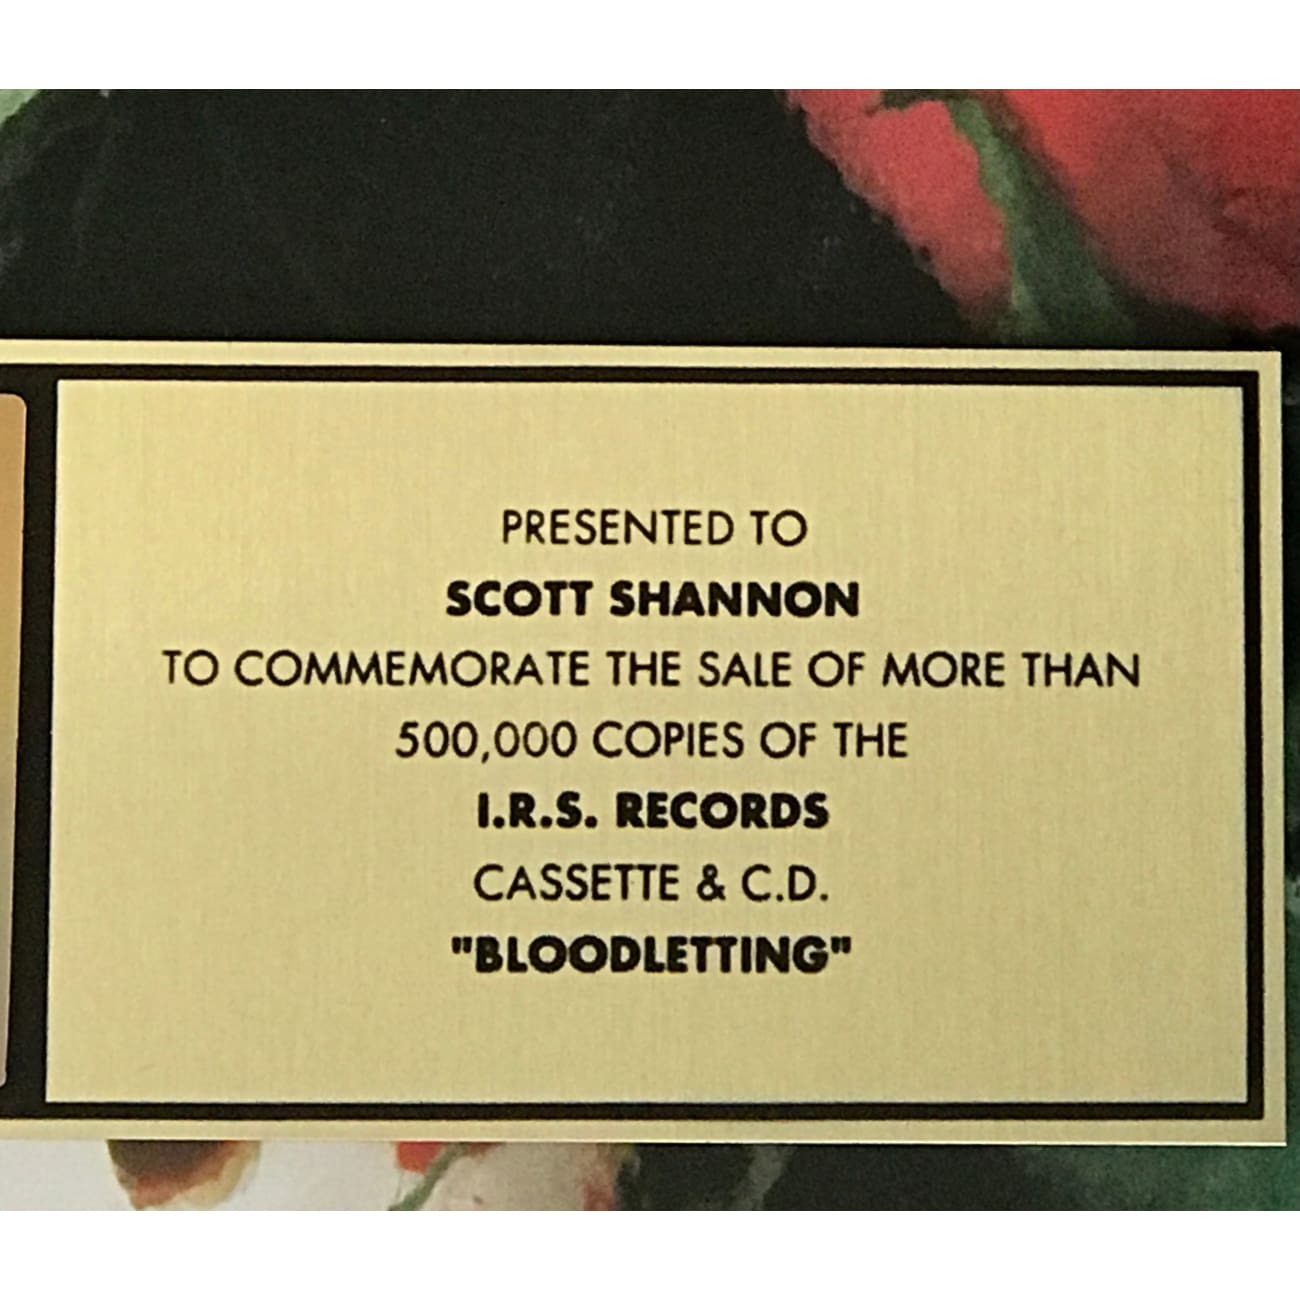 PRESENTED TO
SCOTT SHANNON
TO COMMEMORATE THE SALE OF MORE THAN
500,000 COPIES OF THE
I.R.S. RECORDS
CASSETTE & C.D.
"BLOODLETTING"